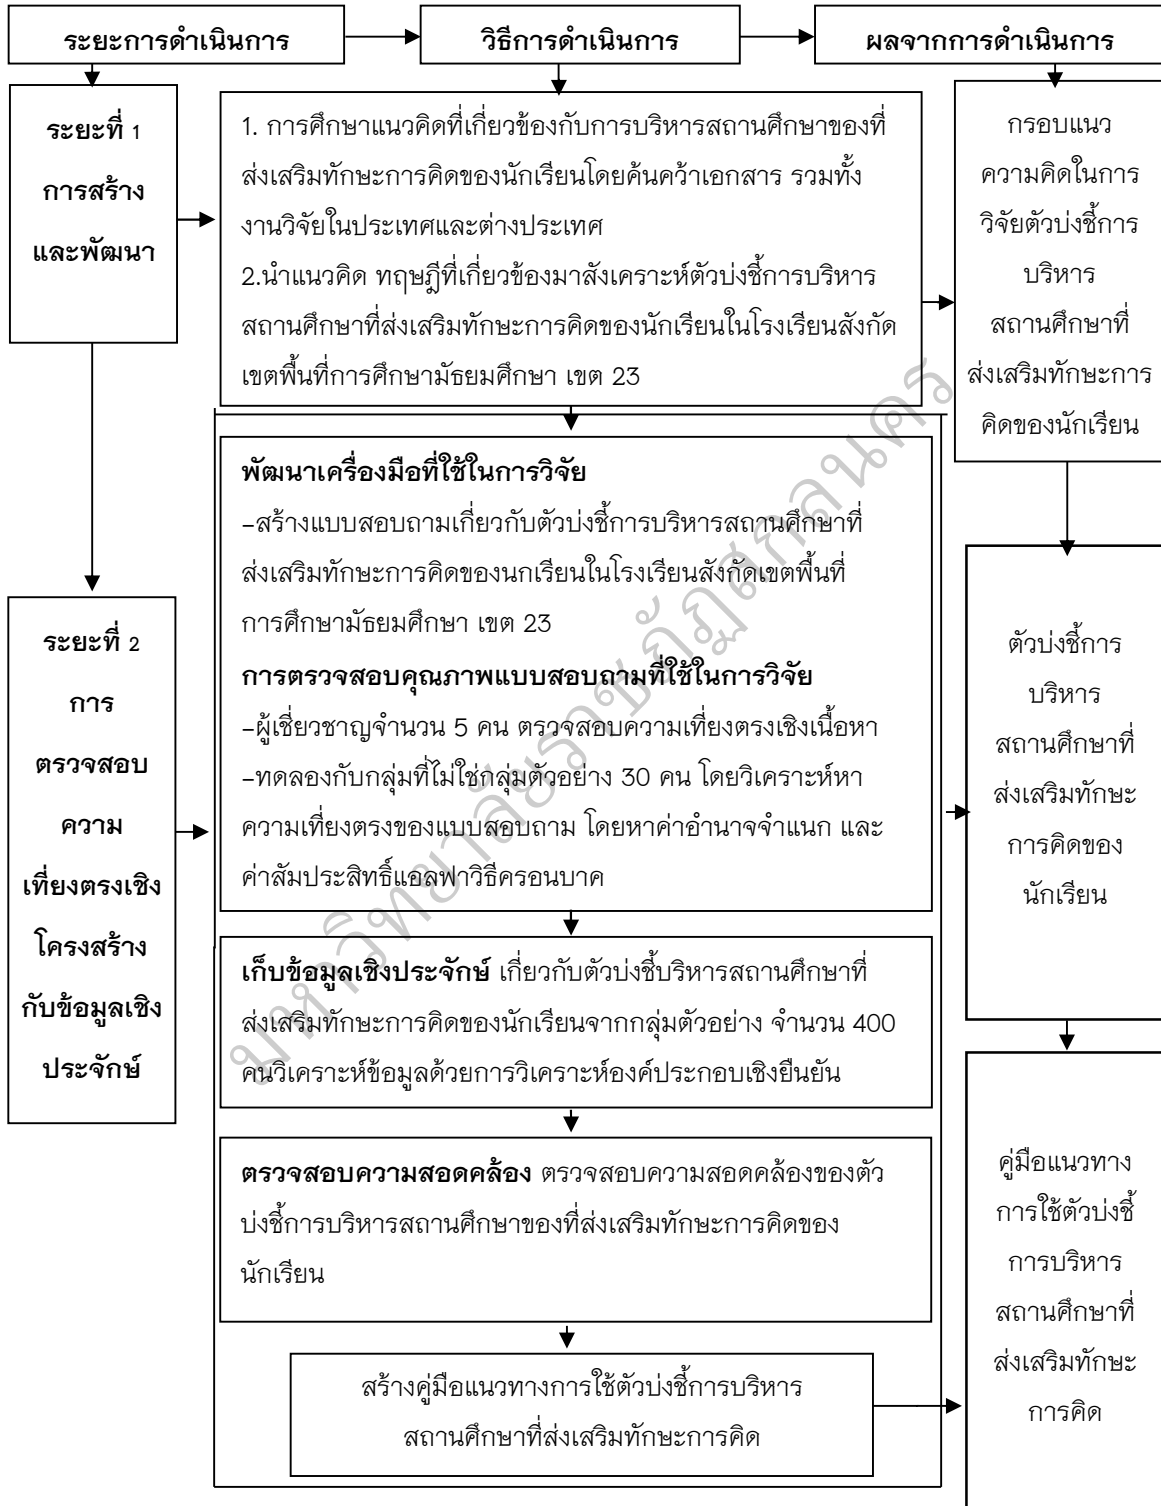 ระยะการดำเนินการ
วิธีการดำเนินการ
ผลจากการดำเนินการ
ระยะที่ 1
การสร้าง
และพัฒนา
1. การศึกษาแนวคิดที่เกี่ยวข้องกับการบริหารสถานศึกษาของที่
ส่งเสริมทักษะการคิดของนักเรียนโดยค้นคว้าเอกสาร รวมทั้ง
งานวิจัยในประเทศและต่างประเทศ
2.นำแนวคิด ทฤษฎีที่เกี่ยวข้องมาสังเคราะห์ตัวบ่งชี้การบริหาร
สถานศึกษาที่ส่งเสริมทักษะการคิดของนักเรียนในโรงเรียนสังกัด
เขตพื้นที่การศึกษามัธยมศึกษา เขต 23
กรอบแนว
ความคิดในการ
วิจัยตัวบ่งชี้การ
บริหาร
สถานศึกษาที่
ส่งเสริมทักษะการ
คิดของนักเรียน
ระยะที่ 2
การ
ตรวจสอบ
ความ
เที่ยงตรงเชิง
โครงสร้าง
กับข้อมูลเชิง
ประจักษ์
พัฒนาเครื่องมือที่ใช้ในการวิจัย
-สร้างแบบสอบถามเกี่ยวกับตัวบ่งชี้การบริหารสถานศึกษาที่
ส่งเสริมทักษะการคิดของนกเรียนในโรงเรียนสังกัดเขตพื้นที่
การศึกษามัธยมศึกษา เขต 23
การตรวจสอบคุณภาพแบบสอบถามที่ใช้ในการวิจัย
-ผู้เชี่ยวชาญจำนวน 5 คน ตรวจสอบความเที่ยงตรงเชิงเนื้อหา
-ทดลองกับกลุ่มที่ไม่ใช่กลุ่มตัวอย่าง 30 คน โดยวิเคราะห์หา
ความเที่ยงตรงของแบบสอบถาม โดยหาค่าอำนาจจำแนก และ
ค่าสัมประสิทธิ์แอลฟาวิธีครอนบาค
เก็บข้อมูลเชิงประจักษ์ เกี่ยวกับตัวบ่งชี้บริหารสถานศึกษาที่
ส่งเสริมทักษะการคิดของนักเรียนจากกลุ่มตัวอย่าง จำนวน 400
คนวิเคราะห์ข้อมูลด้วยการวิเคราะห์องค์ประกอบเชิงยืนยัน
ตรวจสอบความสอดคล้อง ตรวจสอบความสอดคล้องของตัว
บ่งชี้การบริหารสถานศึกษาของที่ส่งเสริมทักษะการคิดของ
นักเรียน
สร้างคู่มือแนวทางการใช้ตัวบ่งชี้การบริหาร
สถานศึกษาที่ส่งเสริมทักษะการคิด
ตัวบ่งชี้การ
บริหาร
สถานศึกษาที่
ส่งเสริมทักษะ
การคิดของ
นักเรียน
คู่มือแนวทาง
การใช้ตัวบ่งชี้
การบริหาร
สถานศึกษาที่
ส่งเสริมทักษะ
การคิด
มหาวิทยาลัยราชภัฏสกลนคร